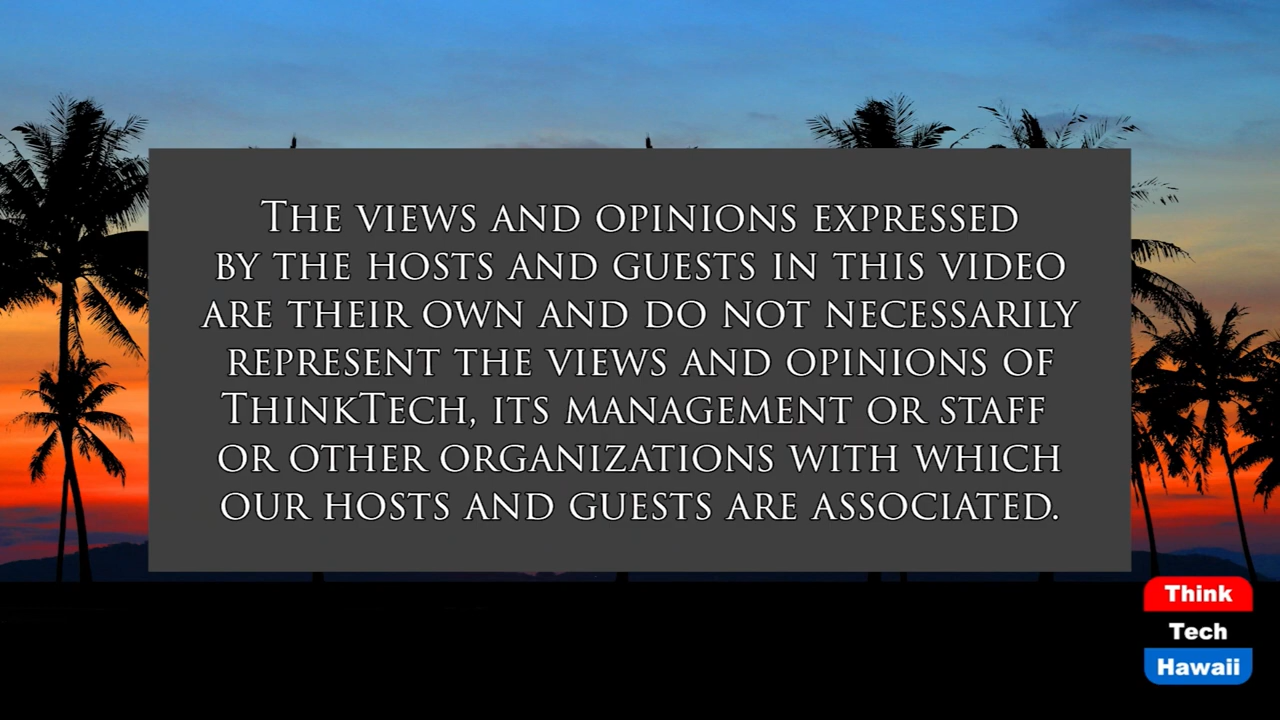 The views and opinions expressed
by the hosts and guests in this video
are their own and do not necessarily
represent the views and opinions of
ThinkTech, its management or staff
or other organizations with which
our hosts and guests are associated.
Think
Tech
Hawaii